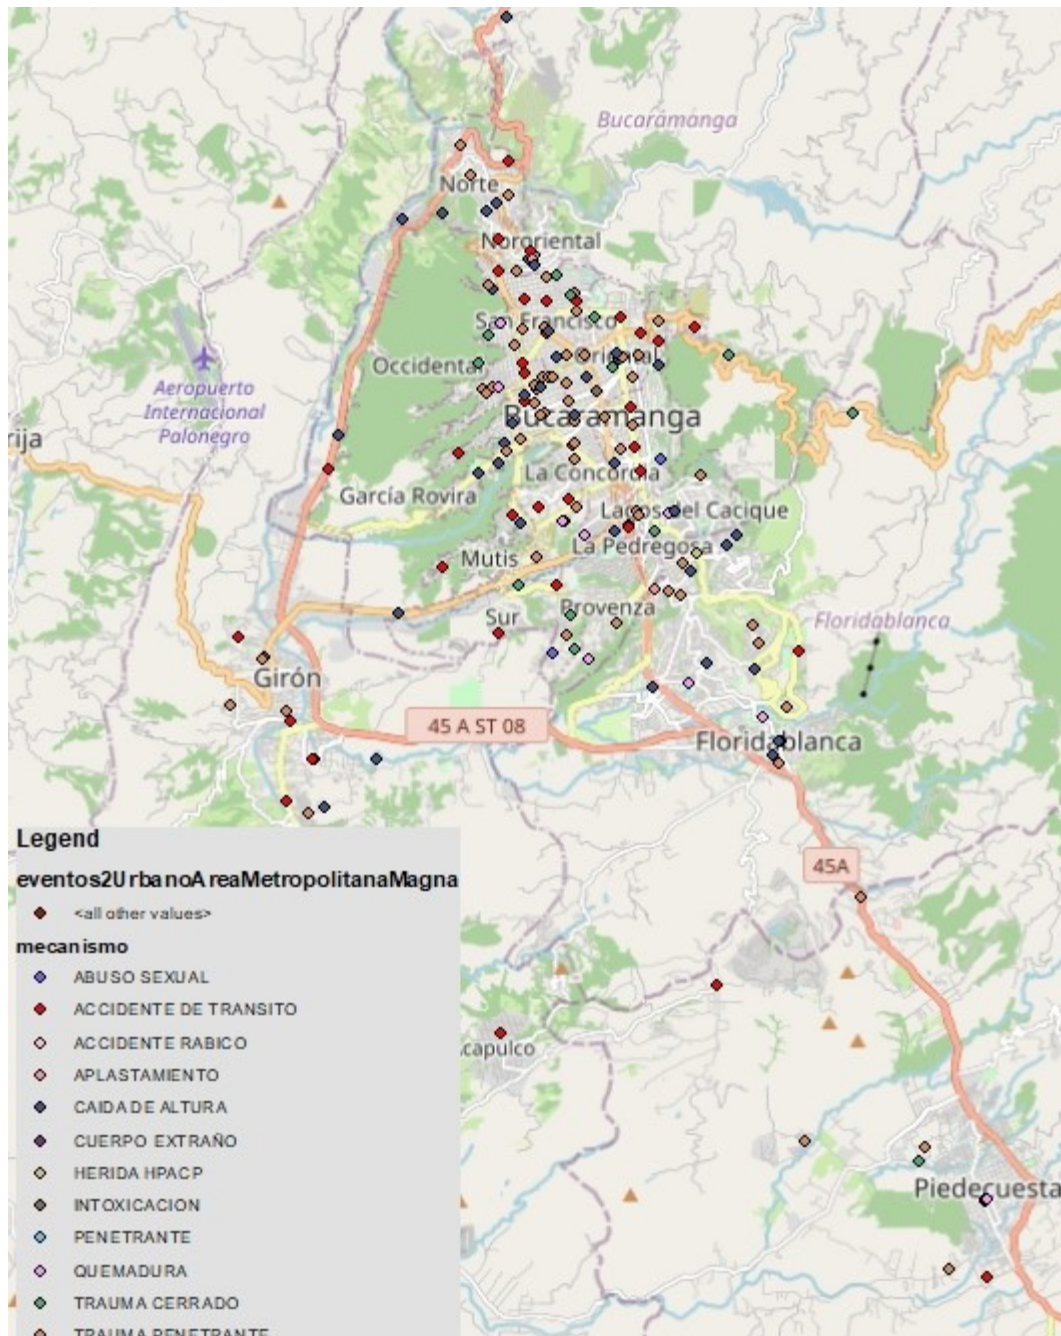 Bucaramanga
Norte
Nororiental
San Francisco
Occidental
Oriental
Aeropuerto
Internacional
Palonegro
Bucaramanga
rija
La Concordia
García Rovira
Lagos del Cacique
La Pedregosa
Mutis
Provenza
Sur
Floridablanca
Girón
45 A ST 08
Floridablanca
45A
Legend
eventos2UrbanoAreaMetropolitanaMagna
<all other values>
mecanismo
ABUSO SEXUAL
ACCIDENTE DE TRANSITO
ACCIDENTE RABICO
APLASTAMIENTO
CAIDA DE ALTURA
CUERPO EXTRAÑO
HERIDA HPACP
INTOXICACION
PENETRANTE
QUEMADURA
TRAUMA CERRADO
TRAUMA PENETRANTE
capulco
Piedecuesta